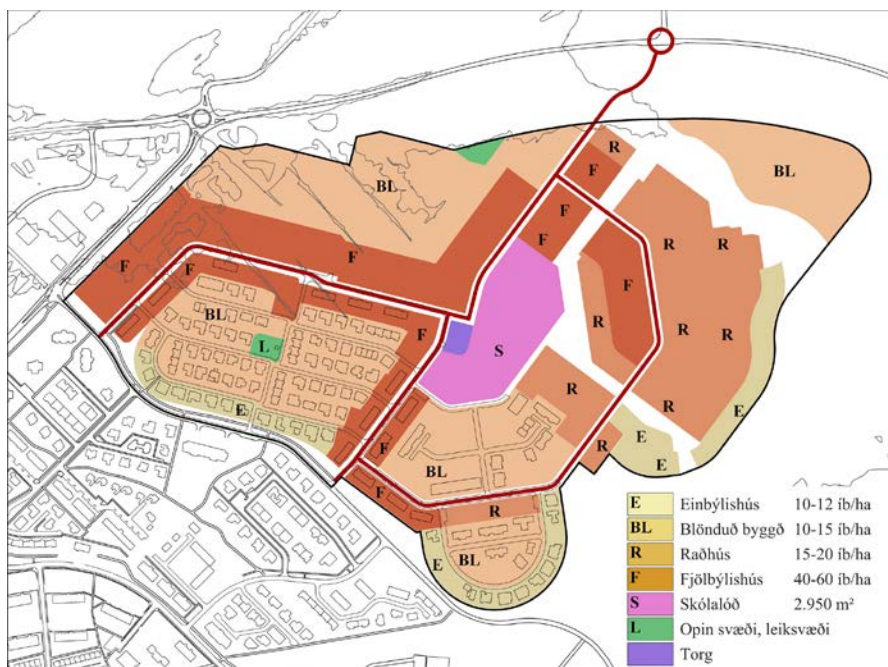 R
F
BL
BL
F
R
R
F
F
F
F
F
BL
R
R
R
F
L
S
R
R
E
E
R
E
F
BL
R
E
F
R
E
BL
E Einbýlishús 10-12 íb/ha
BL Blönduð byggð 10-15 íb/ha
R Raðhús 15-20 íb/ha
F Fjölbýlishús 40-60 íb/ha
S Skólalóð 2.950 m²
L Opin svæði, leiksvæði
Torg